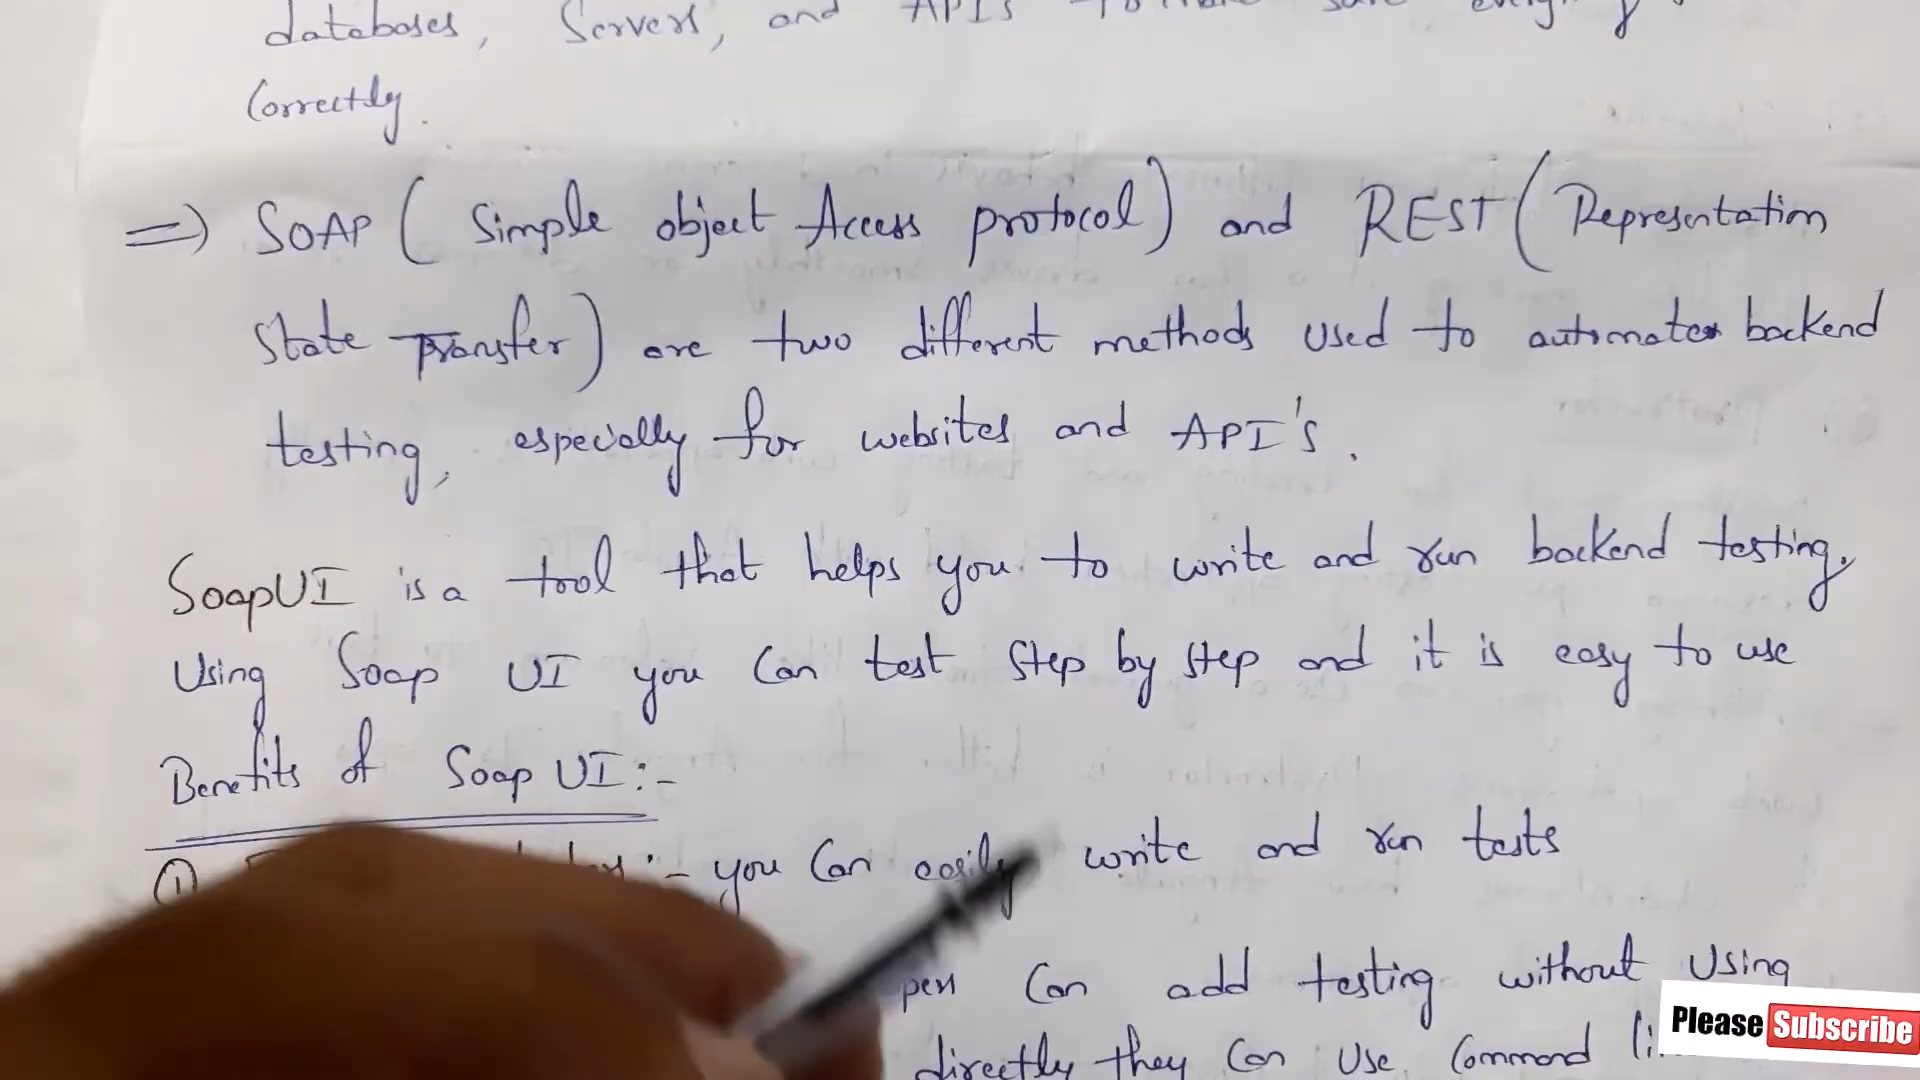 databases, Servers, and APIs
Correctly.
=> SOAP ( Simple object Access protocol) and REST ( Representation
State Transfer) are two different methods used to automates backend
testing, especially for websites and API's.
SoapUI is a tool that helps you to write and run backend testing.
Using Soap UI you can test step by step and it is easy to use
Benefits of Soap UI:-
① :- you can easily write and run tests
can add testing without using
directly they can use command
Please Subscribe